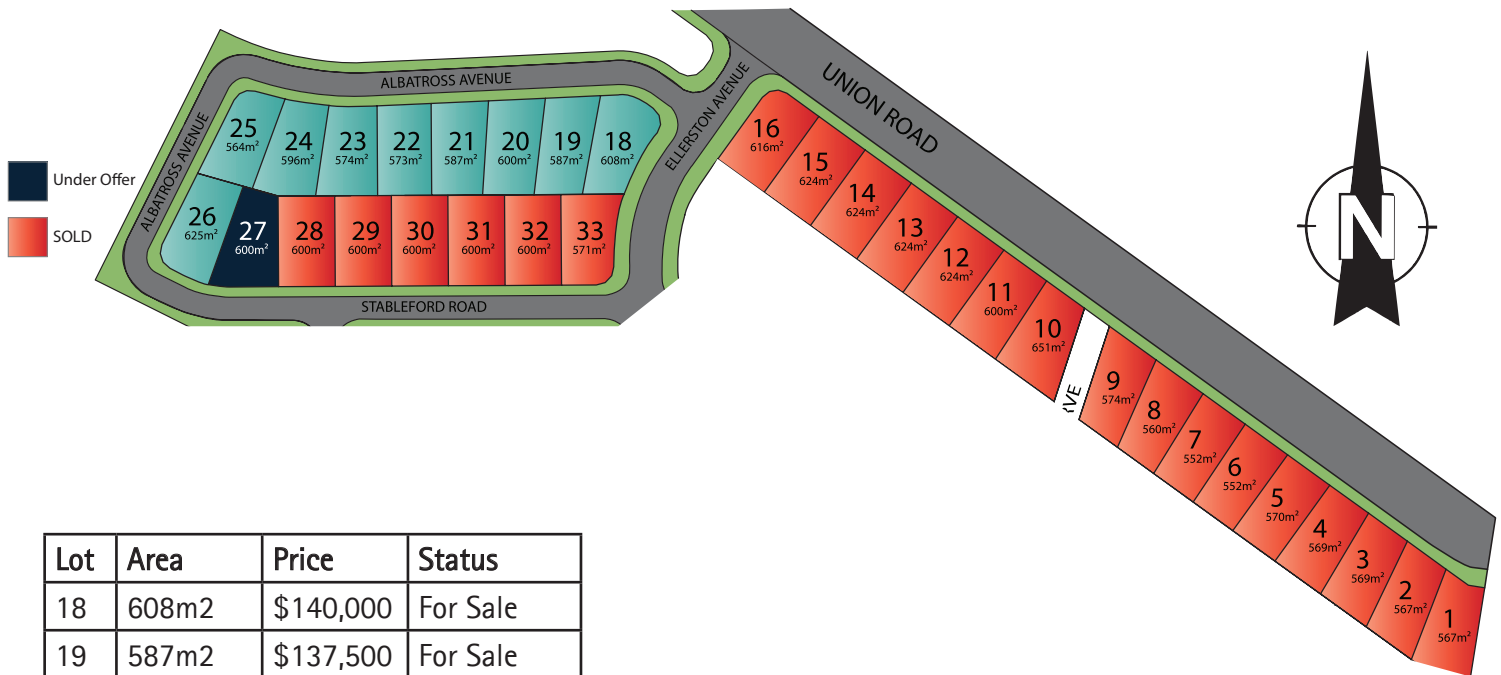 ALBATROSS AVENUE
ALBATROSS AVENUE
ELLERSTON AVENUE
UNION ROAD
STABLEFORD ROAD
Under Offer
SOLD
25
564m²
24
596m²
23
574m²
22
573m²
21
587m²
20
600m²
19
587m²
18
608m²
26
625m²
27
600m²
28
600m²
29
600m²
30
600m²
31
600m²
32
600m²
33
571m²
16
616m²
15
624m²
14
624m²
13
624m²
12
624m²
11
600m²
10
651m²
RVE
9
574m²
8
560m²
7
552m²
6
552m²
5
570m²
4
569m²
3
569m²
2
567m²
1
567m²
N
Lot Area Price Status
18 608m2 $140,000 For Sale
19 587m2 $137,500 For Sale